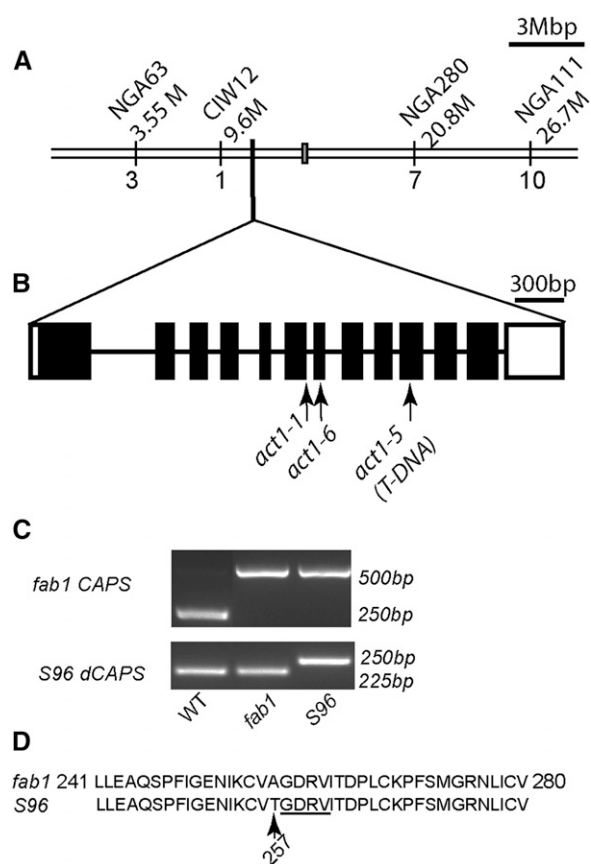 3Mbp
A
NGA63
3.55 M
CIW12
9.6M
NGA280
20.8M
NGA111
26.7M
3
1
7
10
B
300bp
act1-1
act1-6
act1-5
(T-DNA)
C
fab1 CAPS
500bp
250bp
S96 dCAPS
250bp
225bp
WT
fab1
S96
D
fab1 241 LLEAQSPFIGENIKCVAGDRVITDPLCKPFSMGRNLICV 280
S96 LLEAQSPFIGENIKCVTGDRVITDPLCKPFSMGRNLICV
257